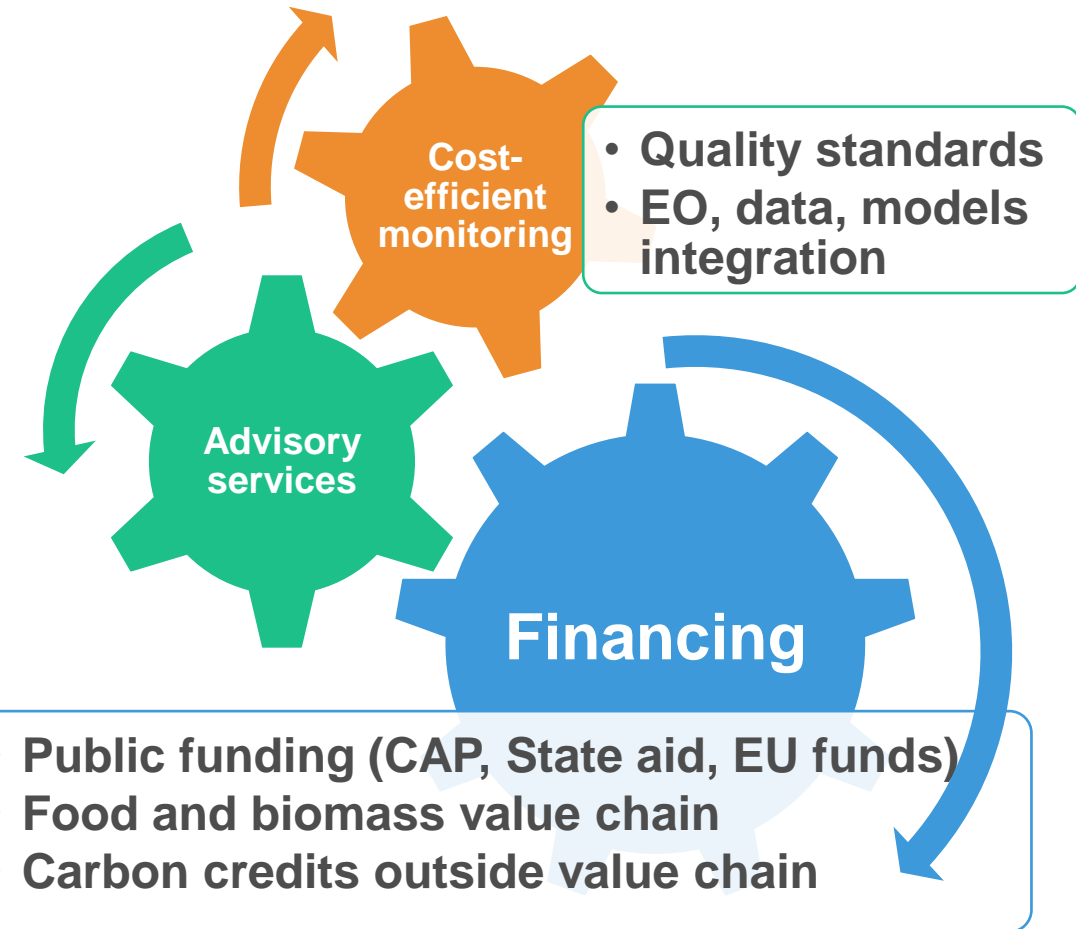 Cost-
efficient
monitoring
• Quality standards
• EO, data, models
integration
Advisory
services
Financing
Public funding (CAP, State aid, EU funds)
Food and biomass value chain
Carbon credits outside value chain